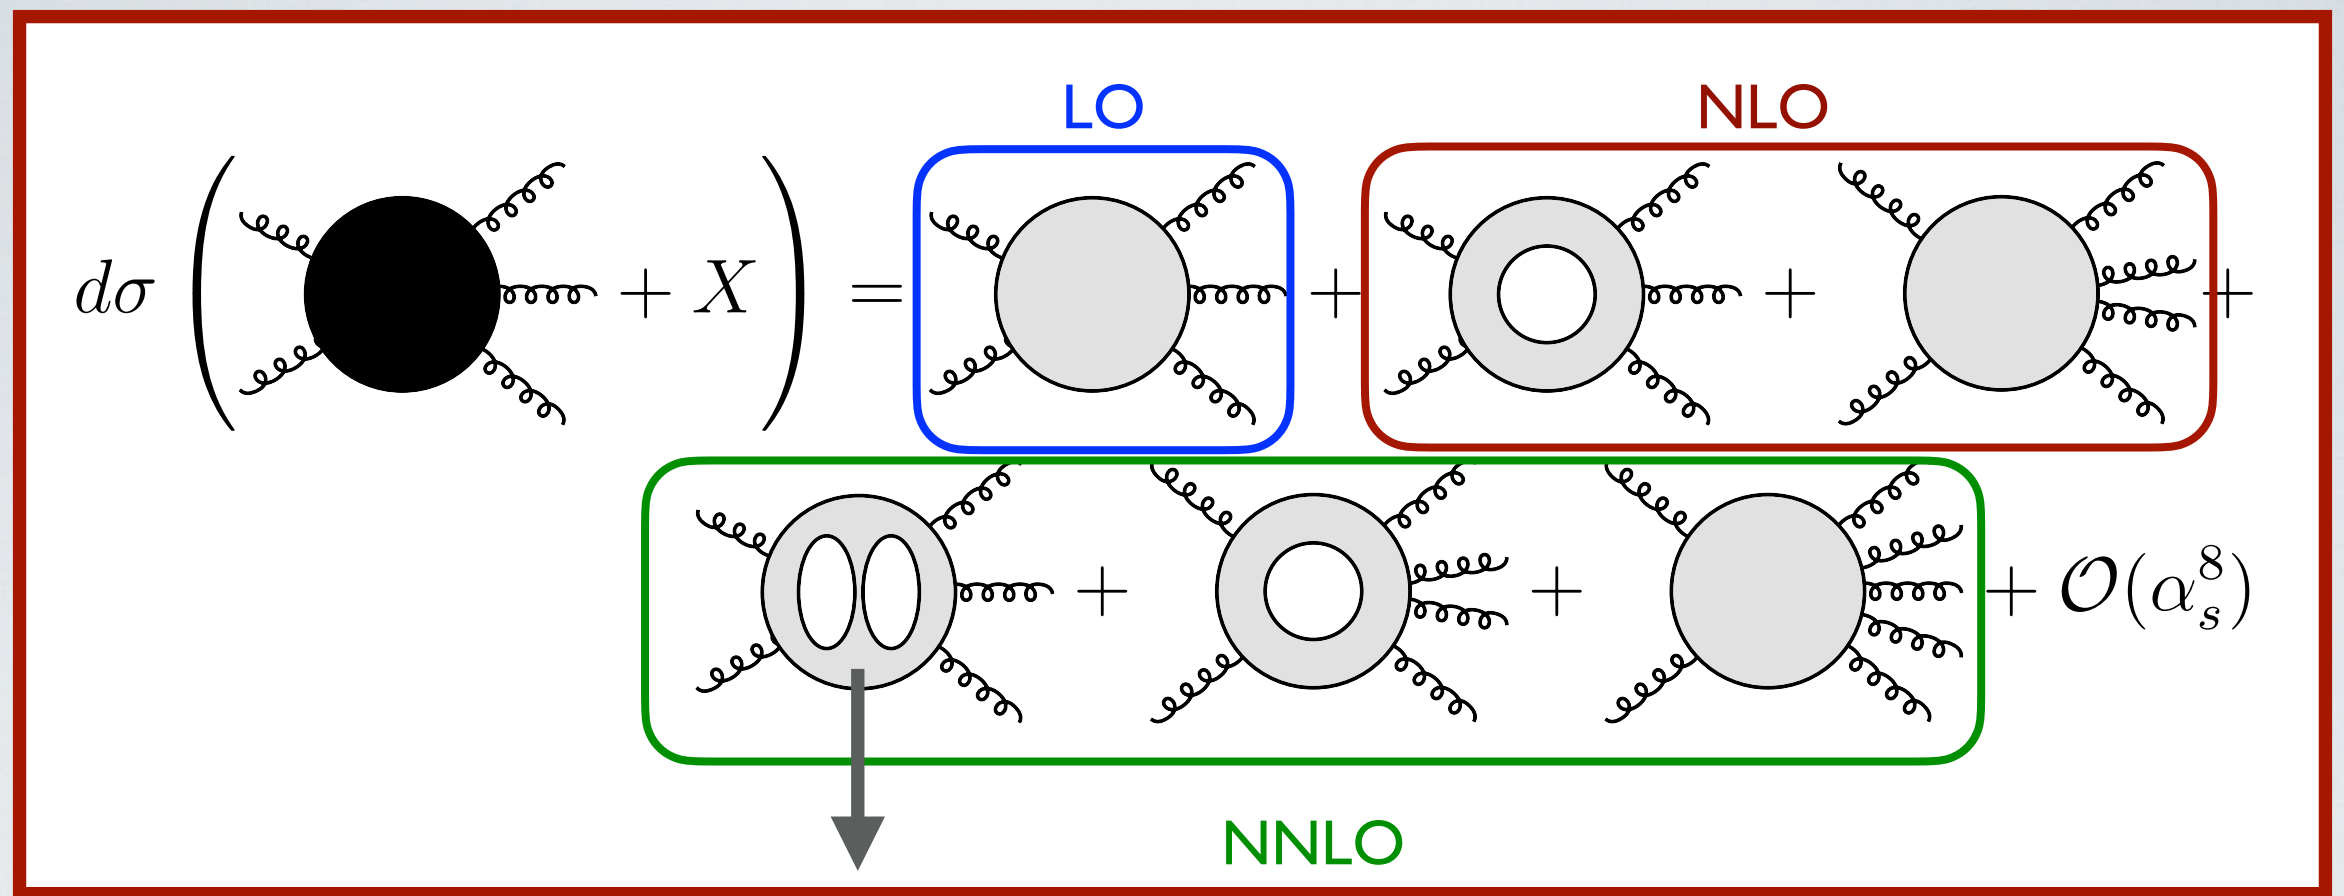 LO NLO
dσ ( + X ) = + + +
+ + + 𝒪(α_s^8)
NNLO